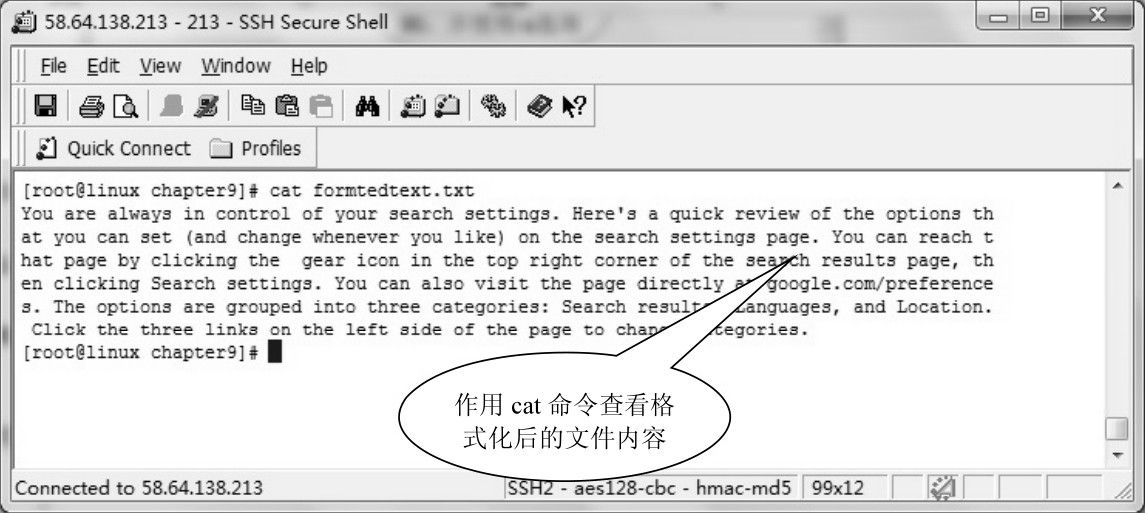 58.64.138.213 - 213 - SSH Secure Shell
File Edit View Window Help
Quick Connect Profiles
[root@linux chapter9]# cat formtedtext.txt
You are always in control of your search settings. Here's a quick review of the options th
at you can set (and change whenever you like) on the search settings page. You can reach t
hat page by clicking the  gear icon in the top right corner of the search results page, th
en clicking Search settings. You can also visit the page directly at google.com/preference
s. The options are grouped into three categories: Search results, Languages, and Location.
 Click the three links on the left side of the page to change categories.
[root@linux chapter9]#
作用 cat 命令查看格
式化后的文件内容
Connected to 58.64.138.213 SSH2 - aes128-cbc - hmac-md5 99x12